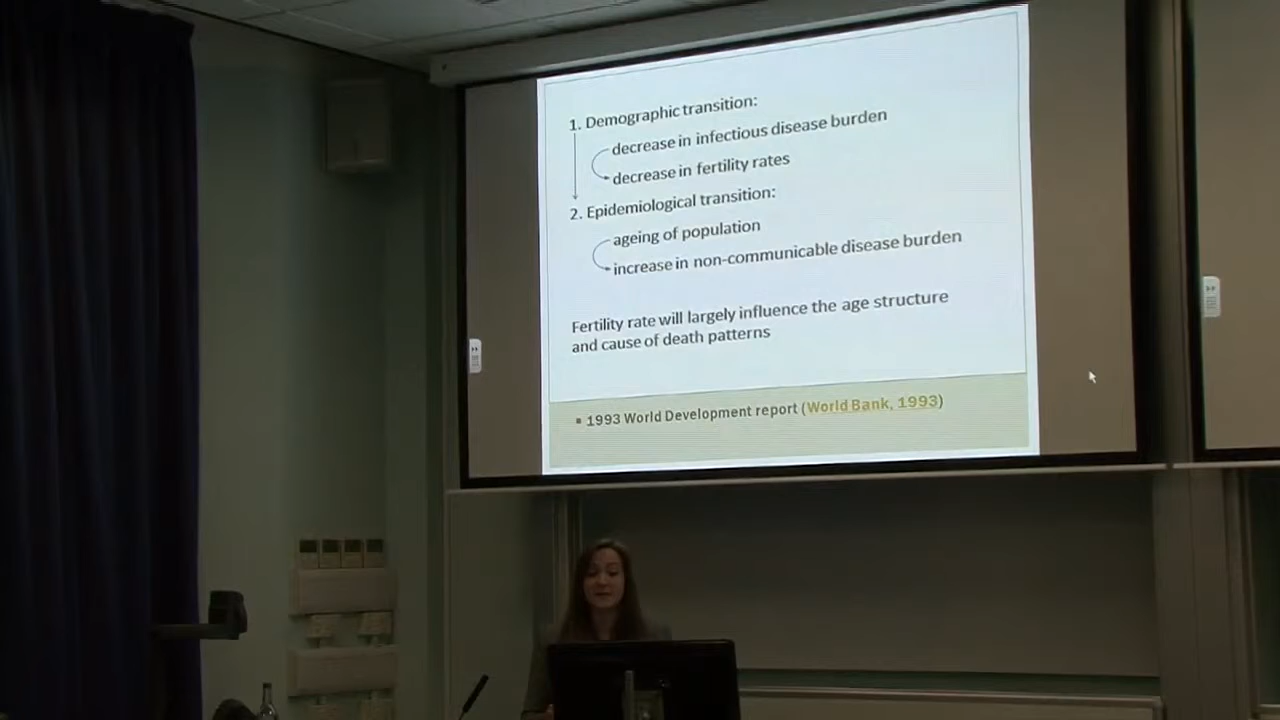 1. Demographic transition:
decrease in infectious disease burden
decrease in fertility rates
2. Epidemiological transition:
ageing of population
increase in non-communicable disease burden
Fertility rate will largely influence the age structure
and cause of death patterns
▪ 1993 World Development report (World Bank, 1993)